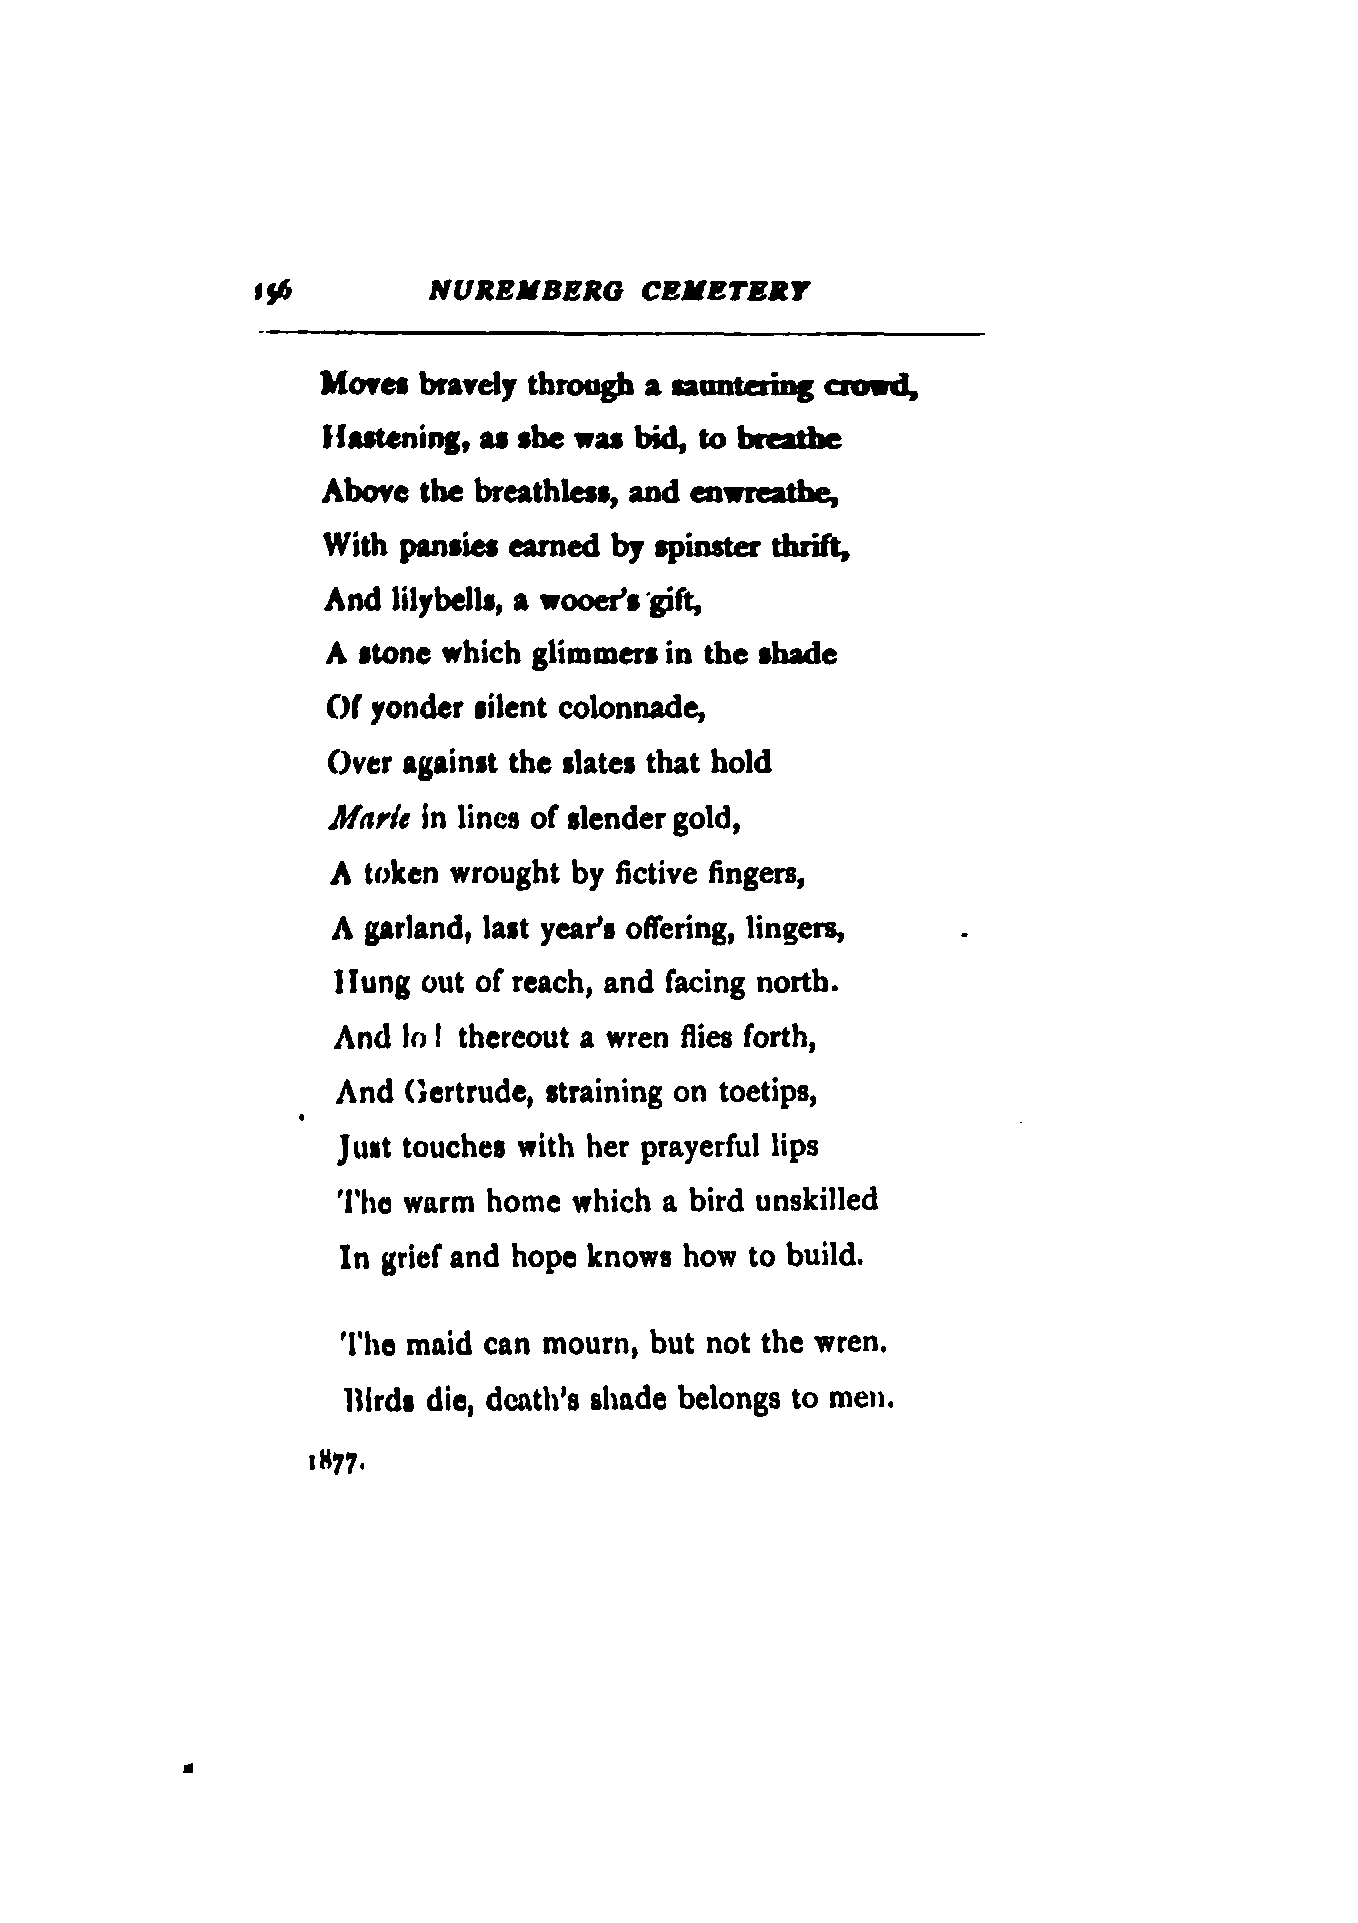 156 NUREMBERG CEMETERY
Moves bravely through a sauntering crowd,
Hastening, as she was bid, to breathe
Above the breathless, and enwreathe,
With pansies earned by spinster thrift,
And lilybells, a wooer's gift,
A stone which glimmers in the shade
Of yonder silent colonnade,
Over against the slates that hold
Marie in lines of slender gold,
A token wrought by fictive fingers,
A garland, last year's offering, lingers,
Hung out of reach, and facing north.
And lo! thereout a wren flies forth,
And Gertrude, straining on toetips,
Just touches with her prayerful lips
The warm home which a bird unskilled
In grief and hope knows how to build.
The maid can mourn, but not the wren.
Birds die, death's shade belongs to men.
1877.